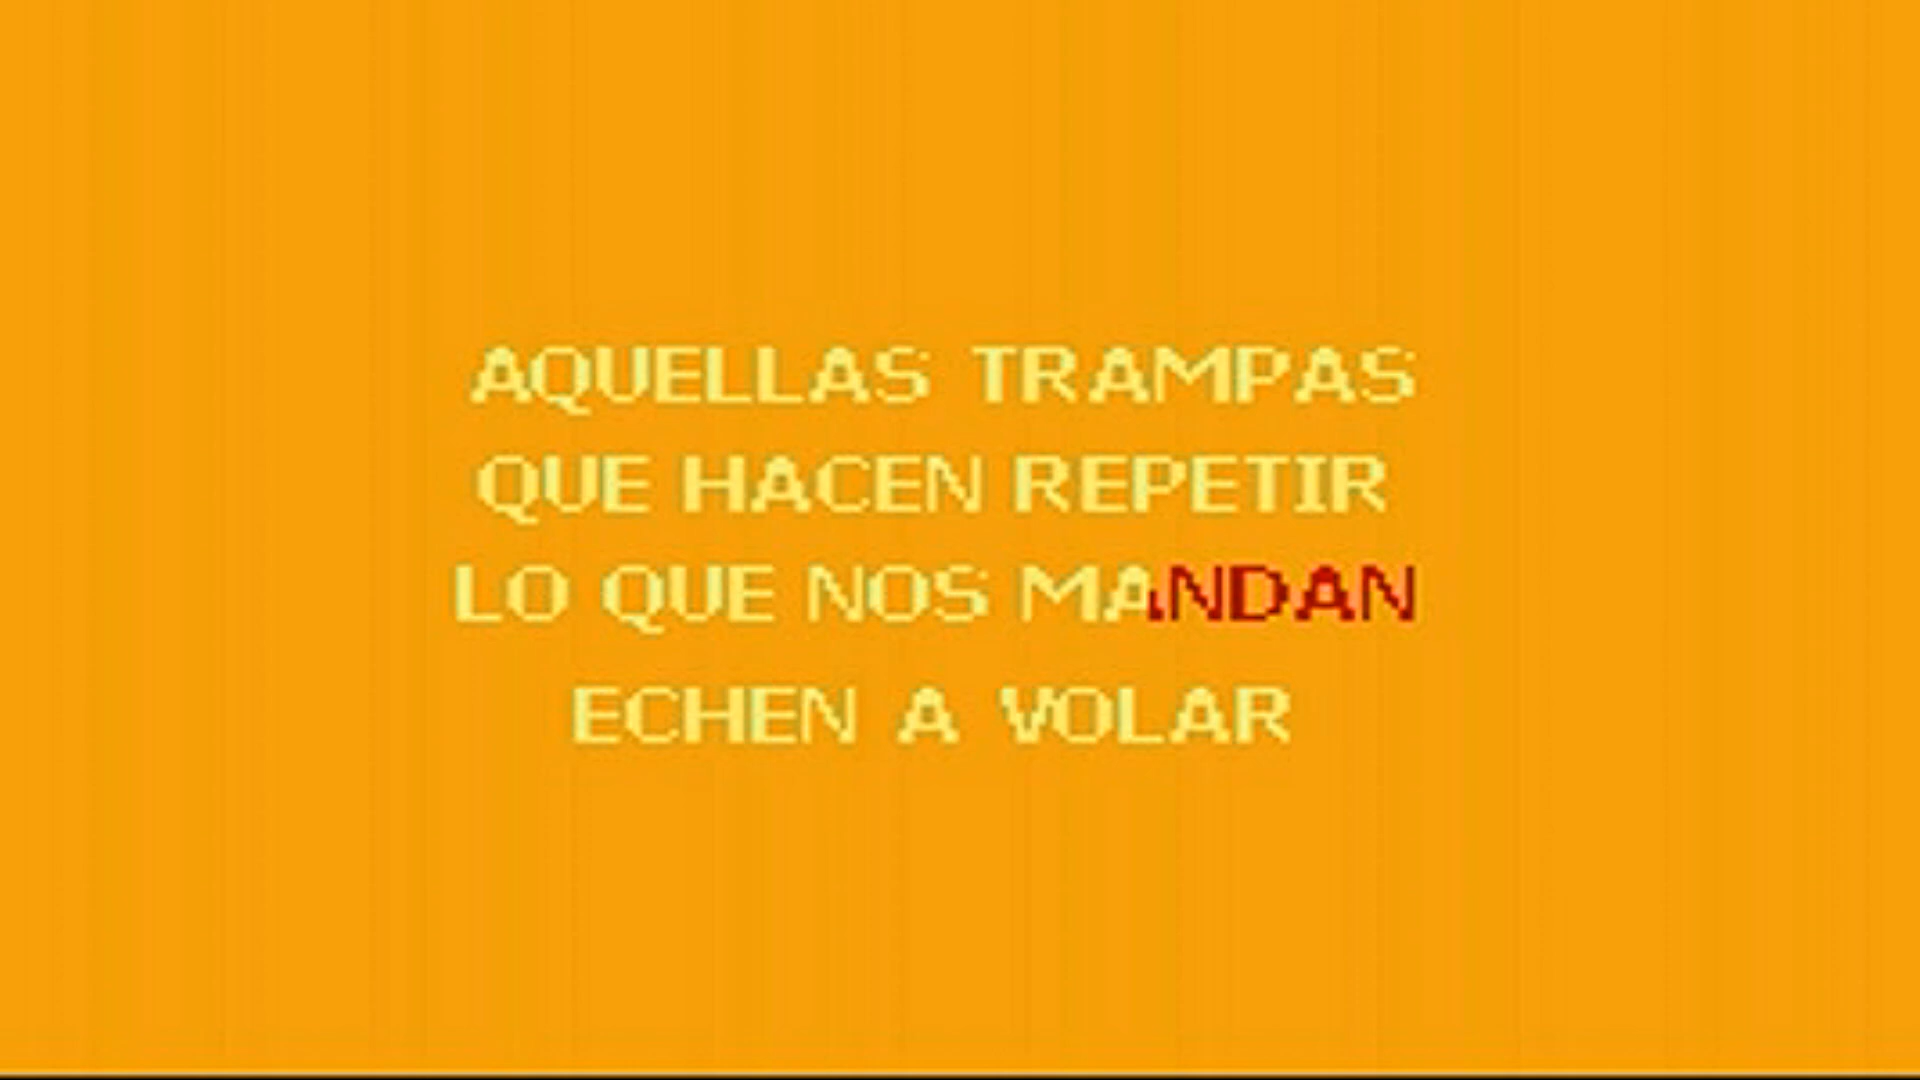 AQUELLAS TRAMPAS
QUE HACEN REPETIR
LO QUE NOS MANDAN
ECHEN A VOLAR